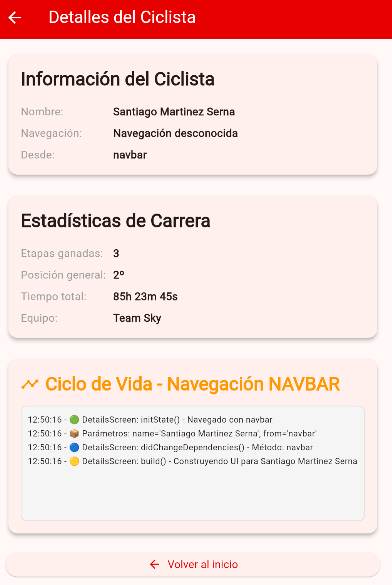 Detalles del Ciclista
Información del Ciclista
Nombre: Santiago Martinez Serna
Navegación: Navegación desconocida
Desde: navbar
Estadísticas de Carrera
Etapas ganadas: 3
Posición general: 2º
Tiempo total: 85h 23m 45s
Equipo: Team Sky
Ciclo de Vida - Navegación NAVBAR
12:50:16 - 🟢 DetailsScreen: initState() - Navegado con navbar
12:50:16 - 📦 Parámetros: name='Santiago Martinez Serna', from='navbar'
12:50:16 - 🔵 DetailsScreen: didChangeDependencies() - Método: navbar
12:50:16 - 🟡 DetailsScreen: build() - Construyendo UI para Santiago Martinez Serna
Volver al inicio